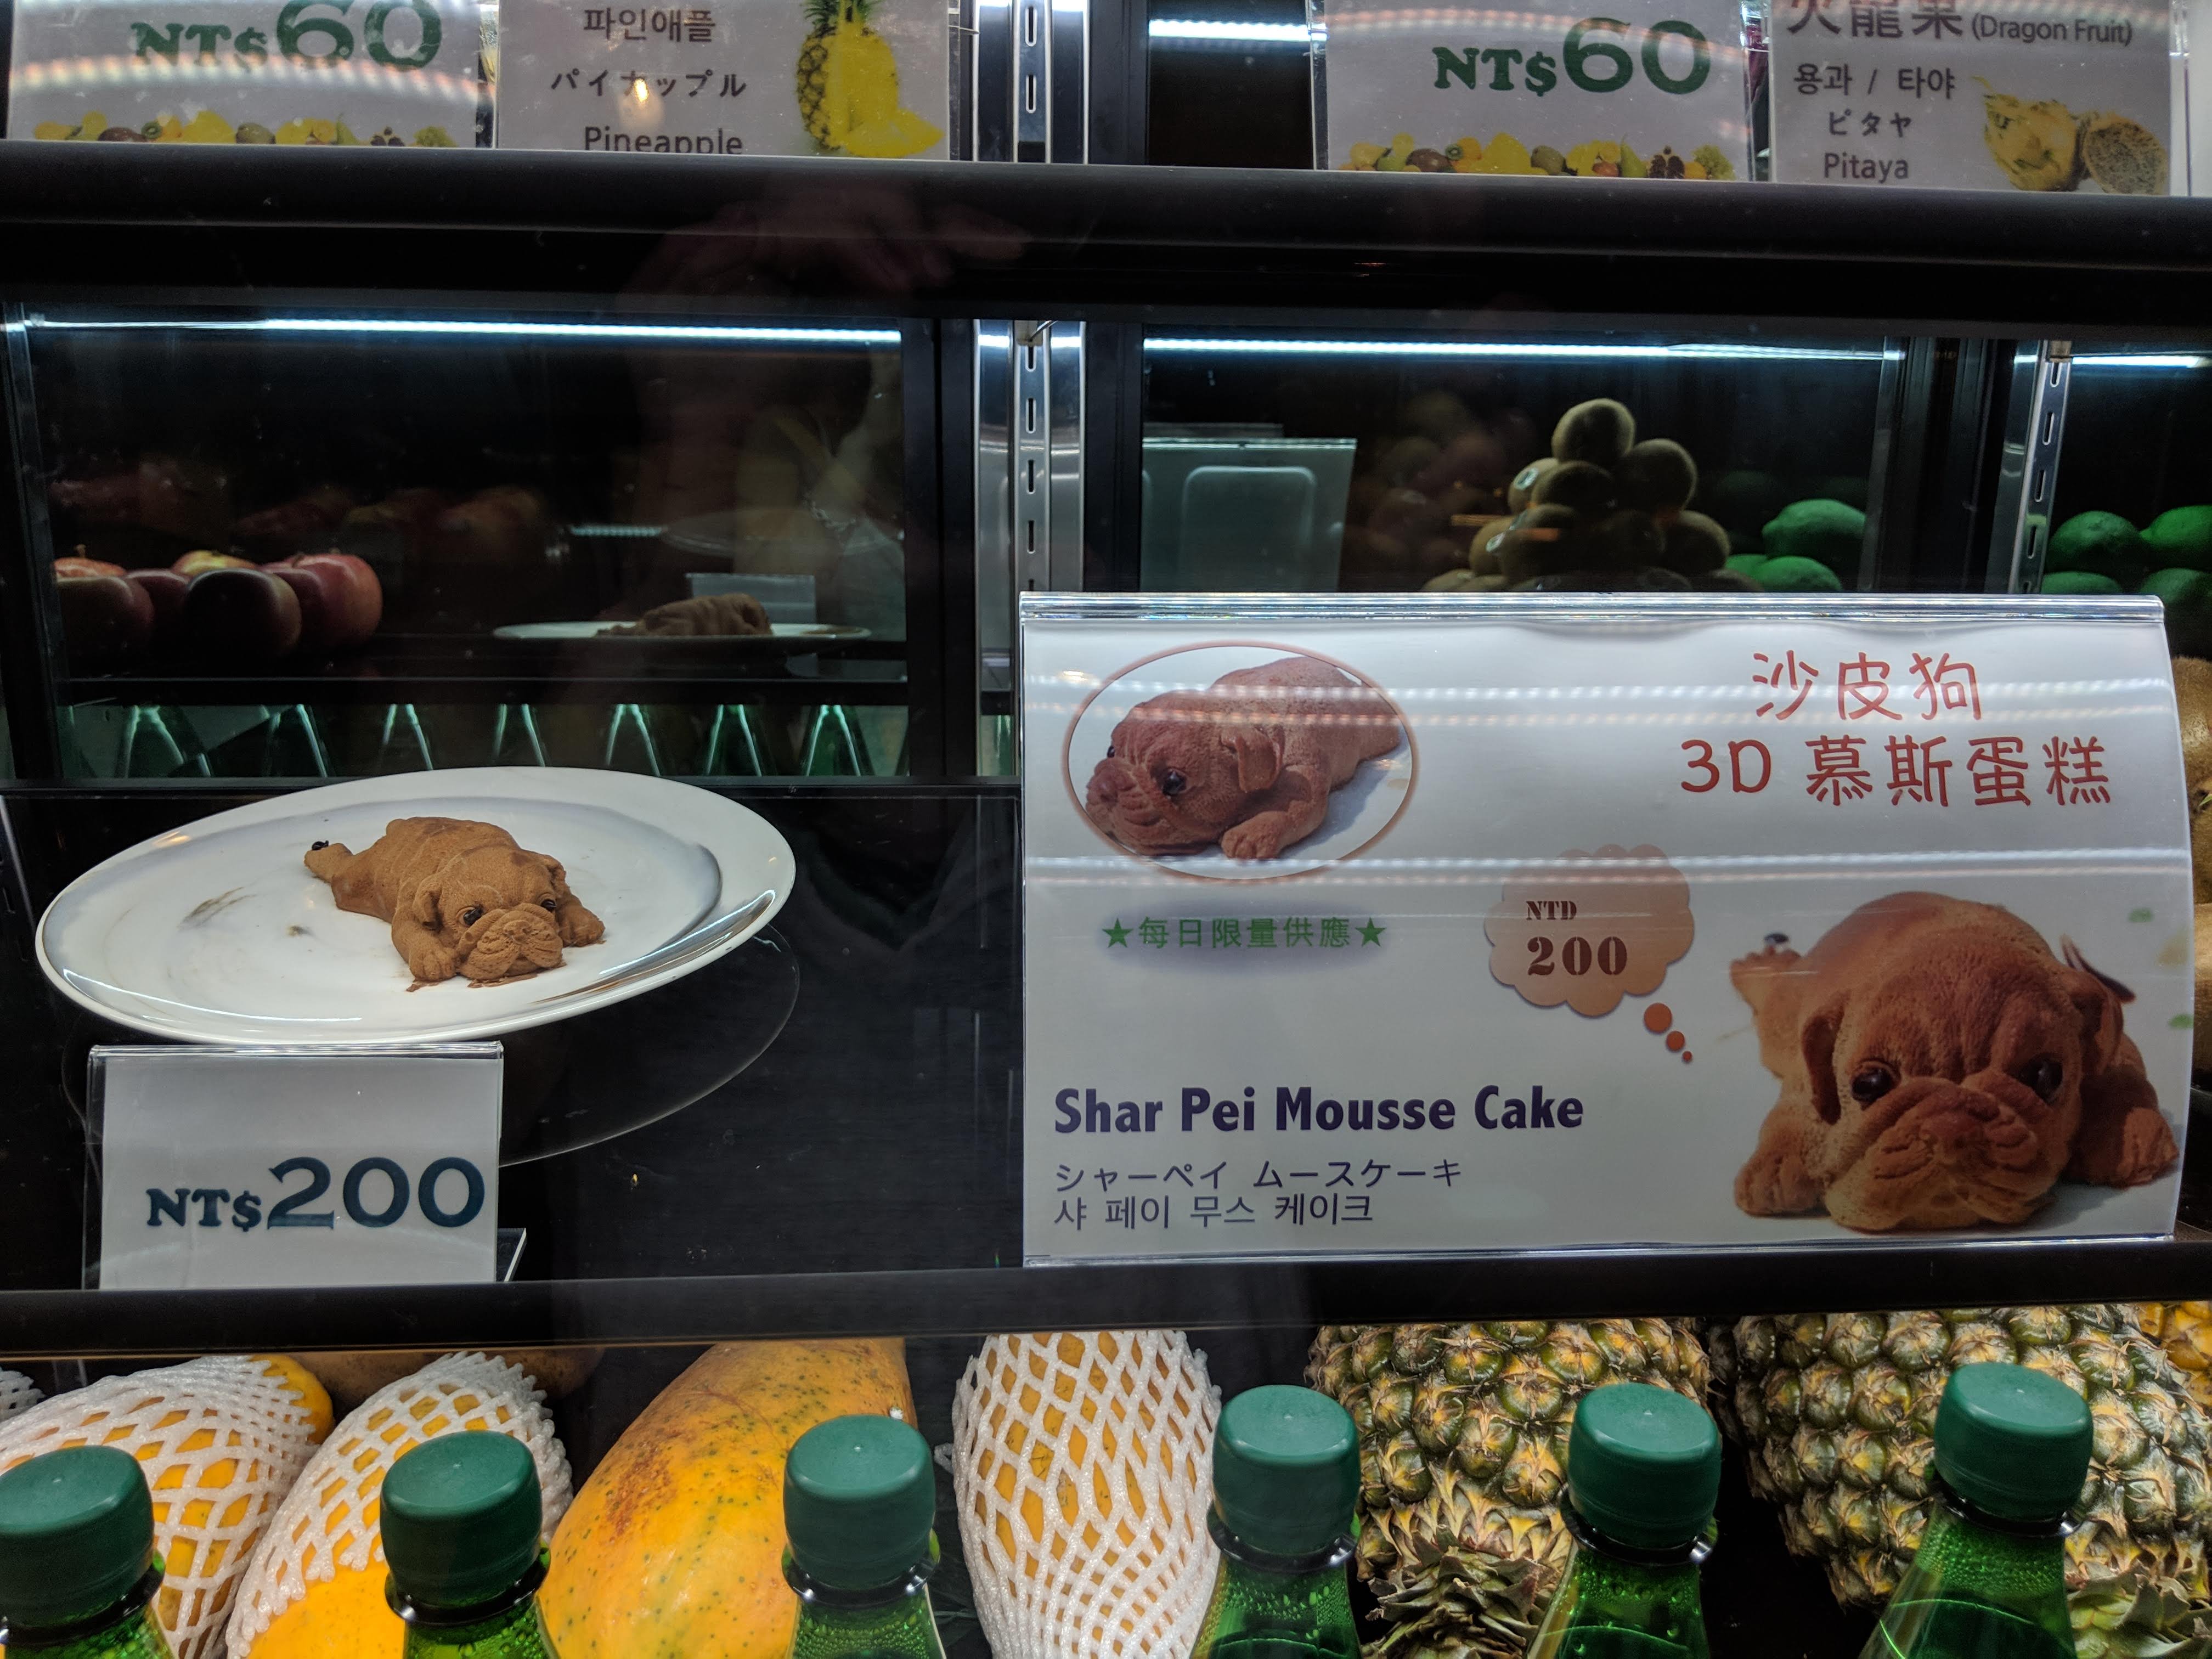 NT$60
파인애플
パイナップル
Pineapple
NT$60
火龍果 (Dragon Fruit)
용과 / 타야
ピタヤ
Pitaya
沙皮狗
3D 慕斯蛋糕
★每日限量供應★
NTD
200
Shar Pei Mousse Cake
シャーペイ ムースケーキ
샤 페이 무스 케이크
NT$200